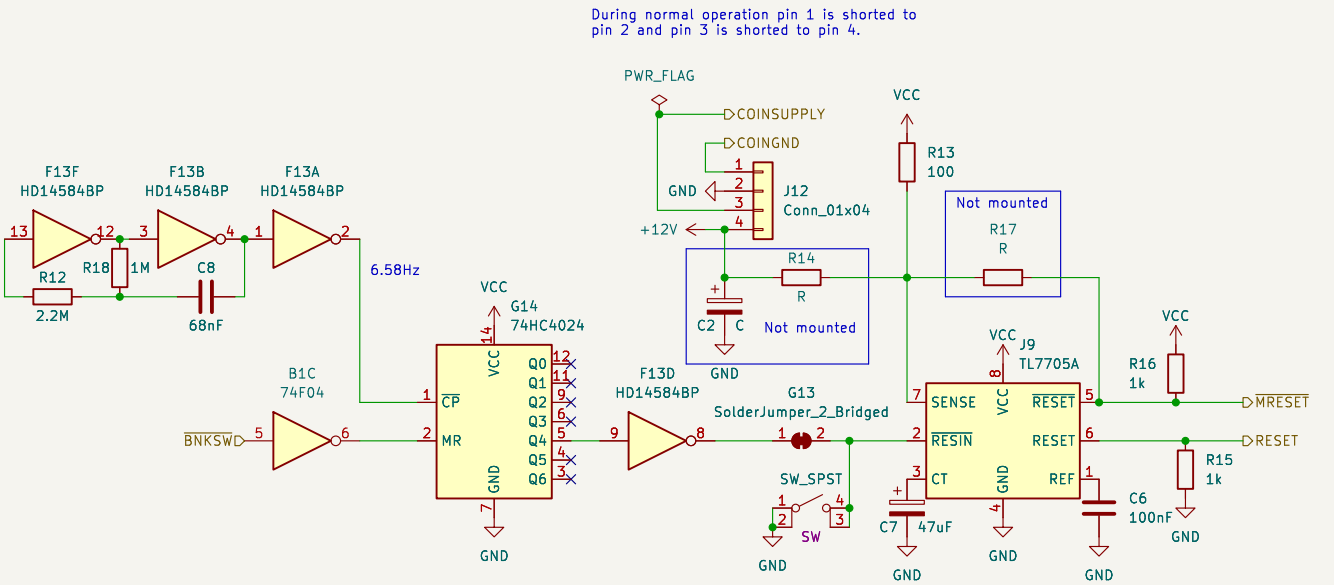 During normal operation pin 1 is shorted to
pin 2 and pin 3 is shorted to pin 4.
PWR_FLAG
COINSUPPLY
COINGND
1
2
3
4
GND
+12V
J12
Conn_01x04
VCC
R13
100
Not mounted
R17
R
R14
R
C2 C
Not mounted
GND
F13F
HD14584BP
13 12
F13B
HD14584BP
3 4
F13A
HD14584BP
1 2
R18 1M
R12
2.2M
C8
68nF
6.58Hz
VCC
G14
74HC4024
14
VCC
1 CP
2 MR
GND
7
GND
Q0 12
Q1 11
Q2 9
Q3 6
Q4 5
Q5 4
Q6 3
B1C
74F04
BNKSW 5 6
F13D
HD14584BP
9 8
G13
SolderJumper_2_Bridged
1 2
SW_SPST
1 4
2 3
SW
GND
VCC
J9
TL7705A
8
VCC
7 SENSE
2 RESIN
3 CT
GND
4
GND
RESET 5
RESET 6
REF 1
C7 47uF
GND
C6
100nF
GND
VCC
R16
1k
MRESET
RESET
R15
1k
GND